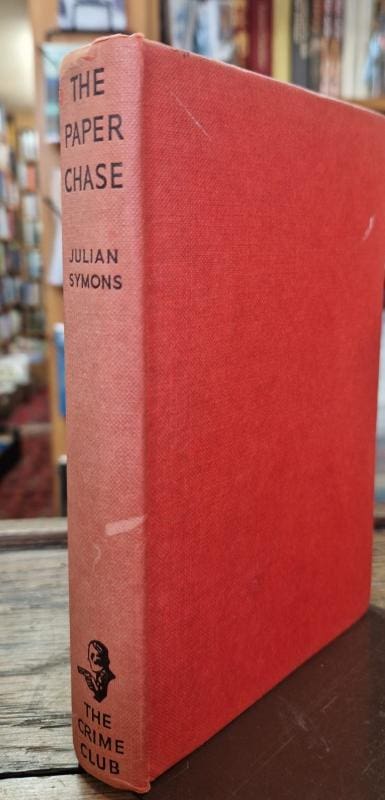 THE
PAPER
CHASE
JULIAN
SYMONS
THE
CRIME
CLUB